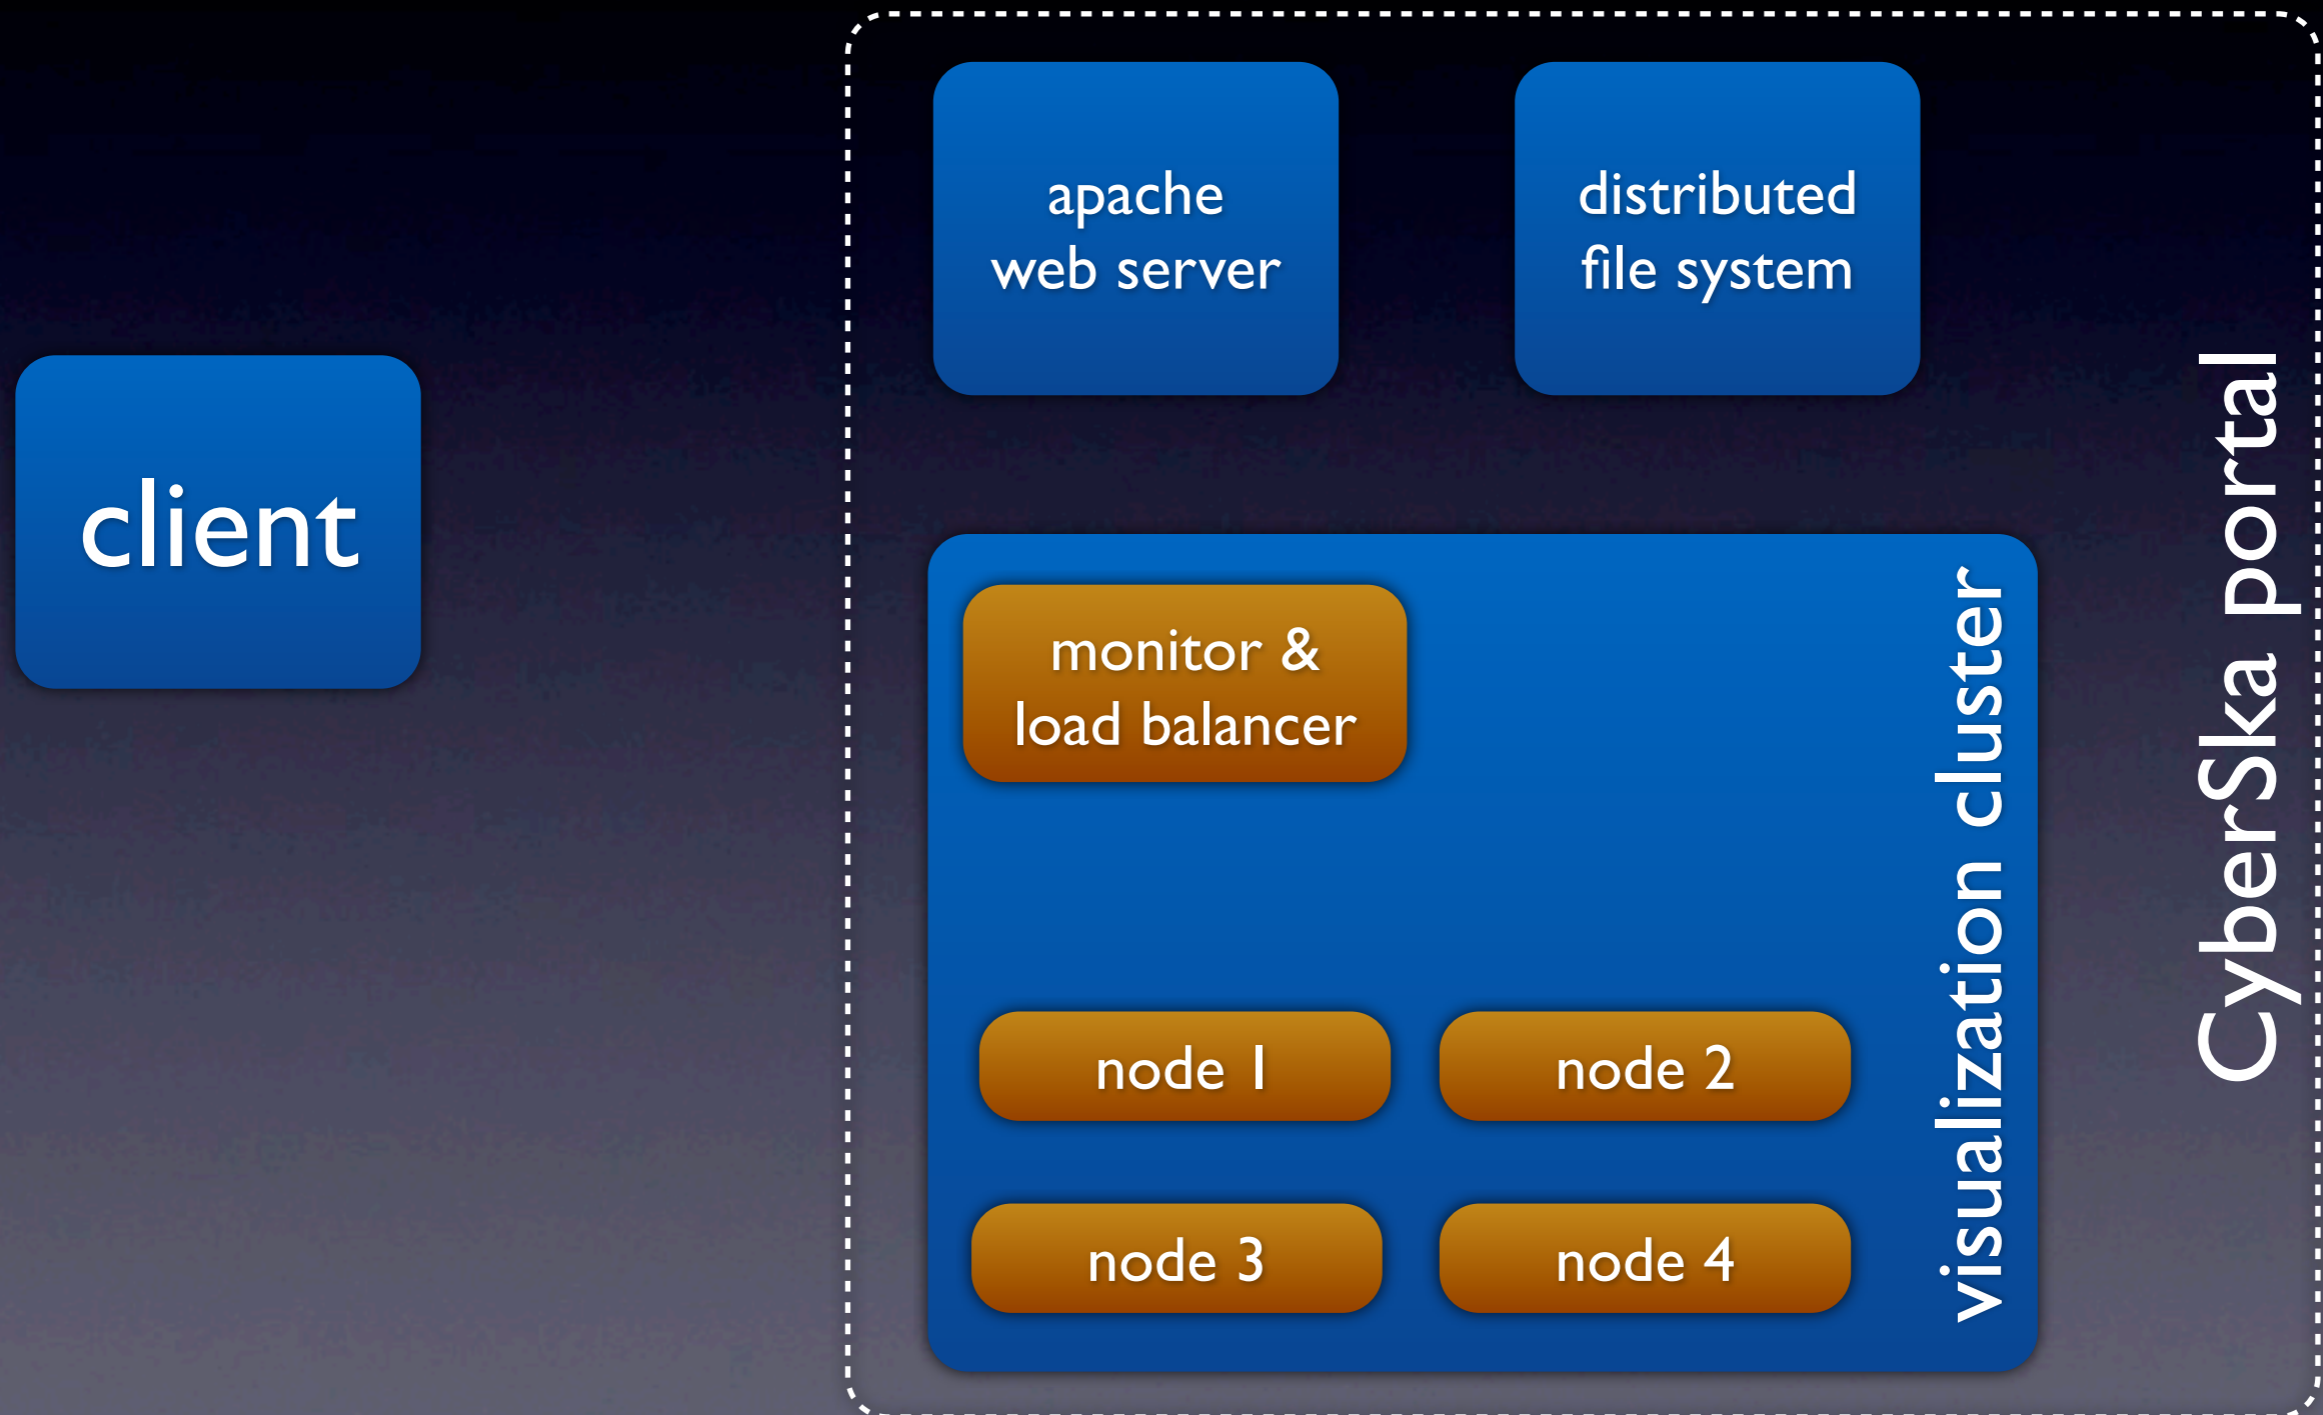 client
apache
web server
distributed
file system
monitor &
load balancer
node 1
node 2
node 3
node 4
visualization cluster
CyberSka portal